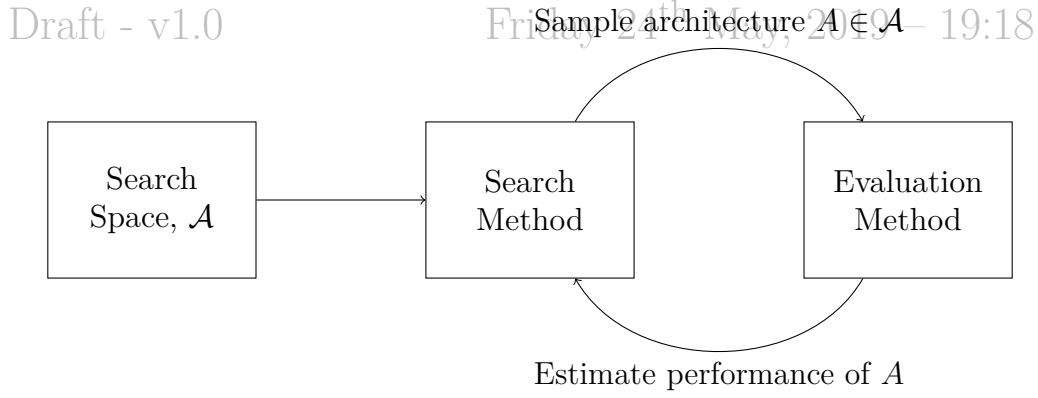 Draft - v1.0
Friday 24th May, 2019 – 19:18
Sample architecture A ∈ 𝒜
Search
Space, 𝒜
Search
Method
Evaluation
Method
Estimate performance of A